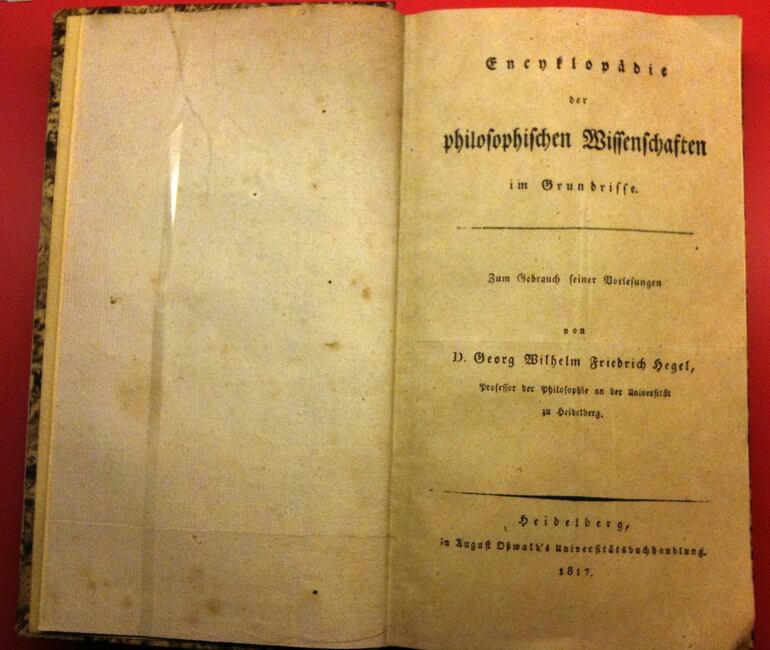 Encyklopädie
der
philosophischen Wissenschaften
im Grundrisse.
Zum Gebrauch seiner Vorlesungen
von
D. Georg Wilhelm Friedrich Hegel,
Professor der Philosophie an der Universität
zu Heidelberg.
Heidelberg,
in August Oßwald's Universitätsbuchhandlung.
1817.